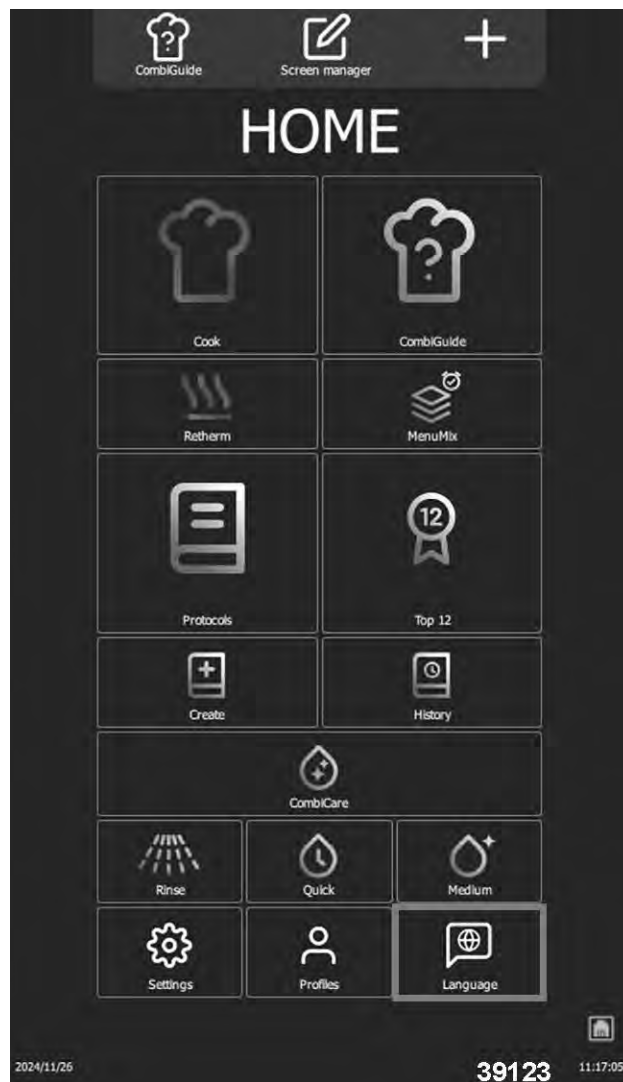 CombiGuide
Screen manager
HOME
Cook
CombiGuide
Retherm
MenuMix
12
Protocols
Top 12
Create
History
CombiCare
Rinse
Quick
Medium
Settings
Profiles
Language
2024/11/26
39123
11:17:05